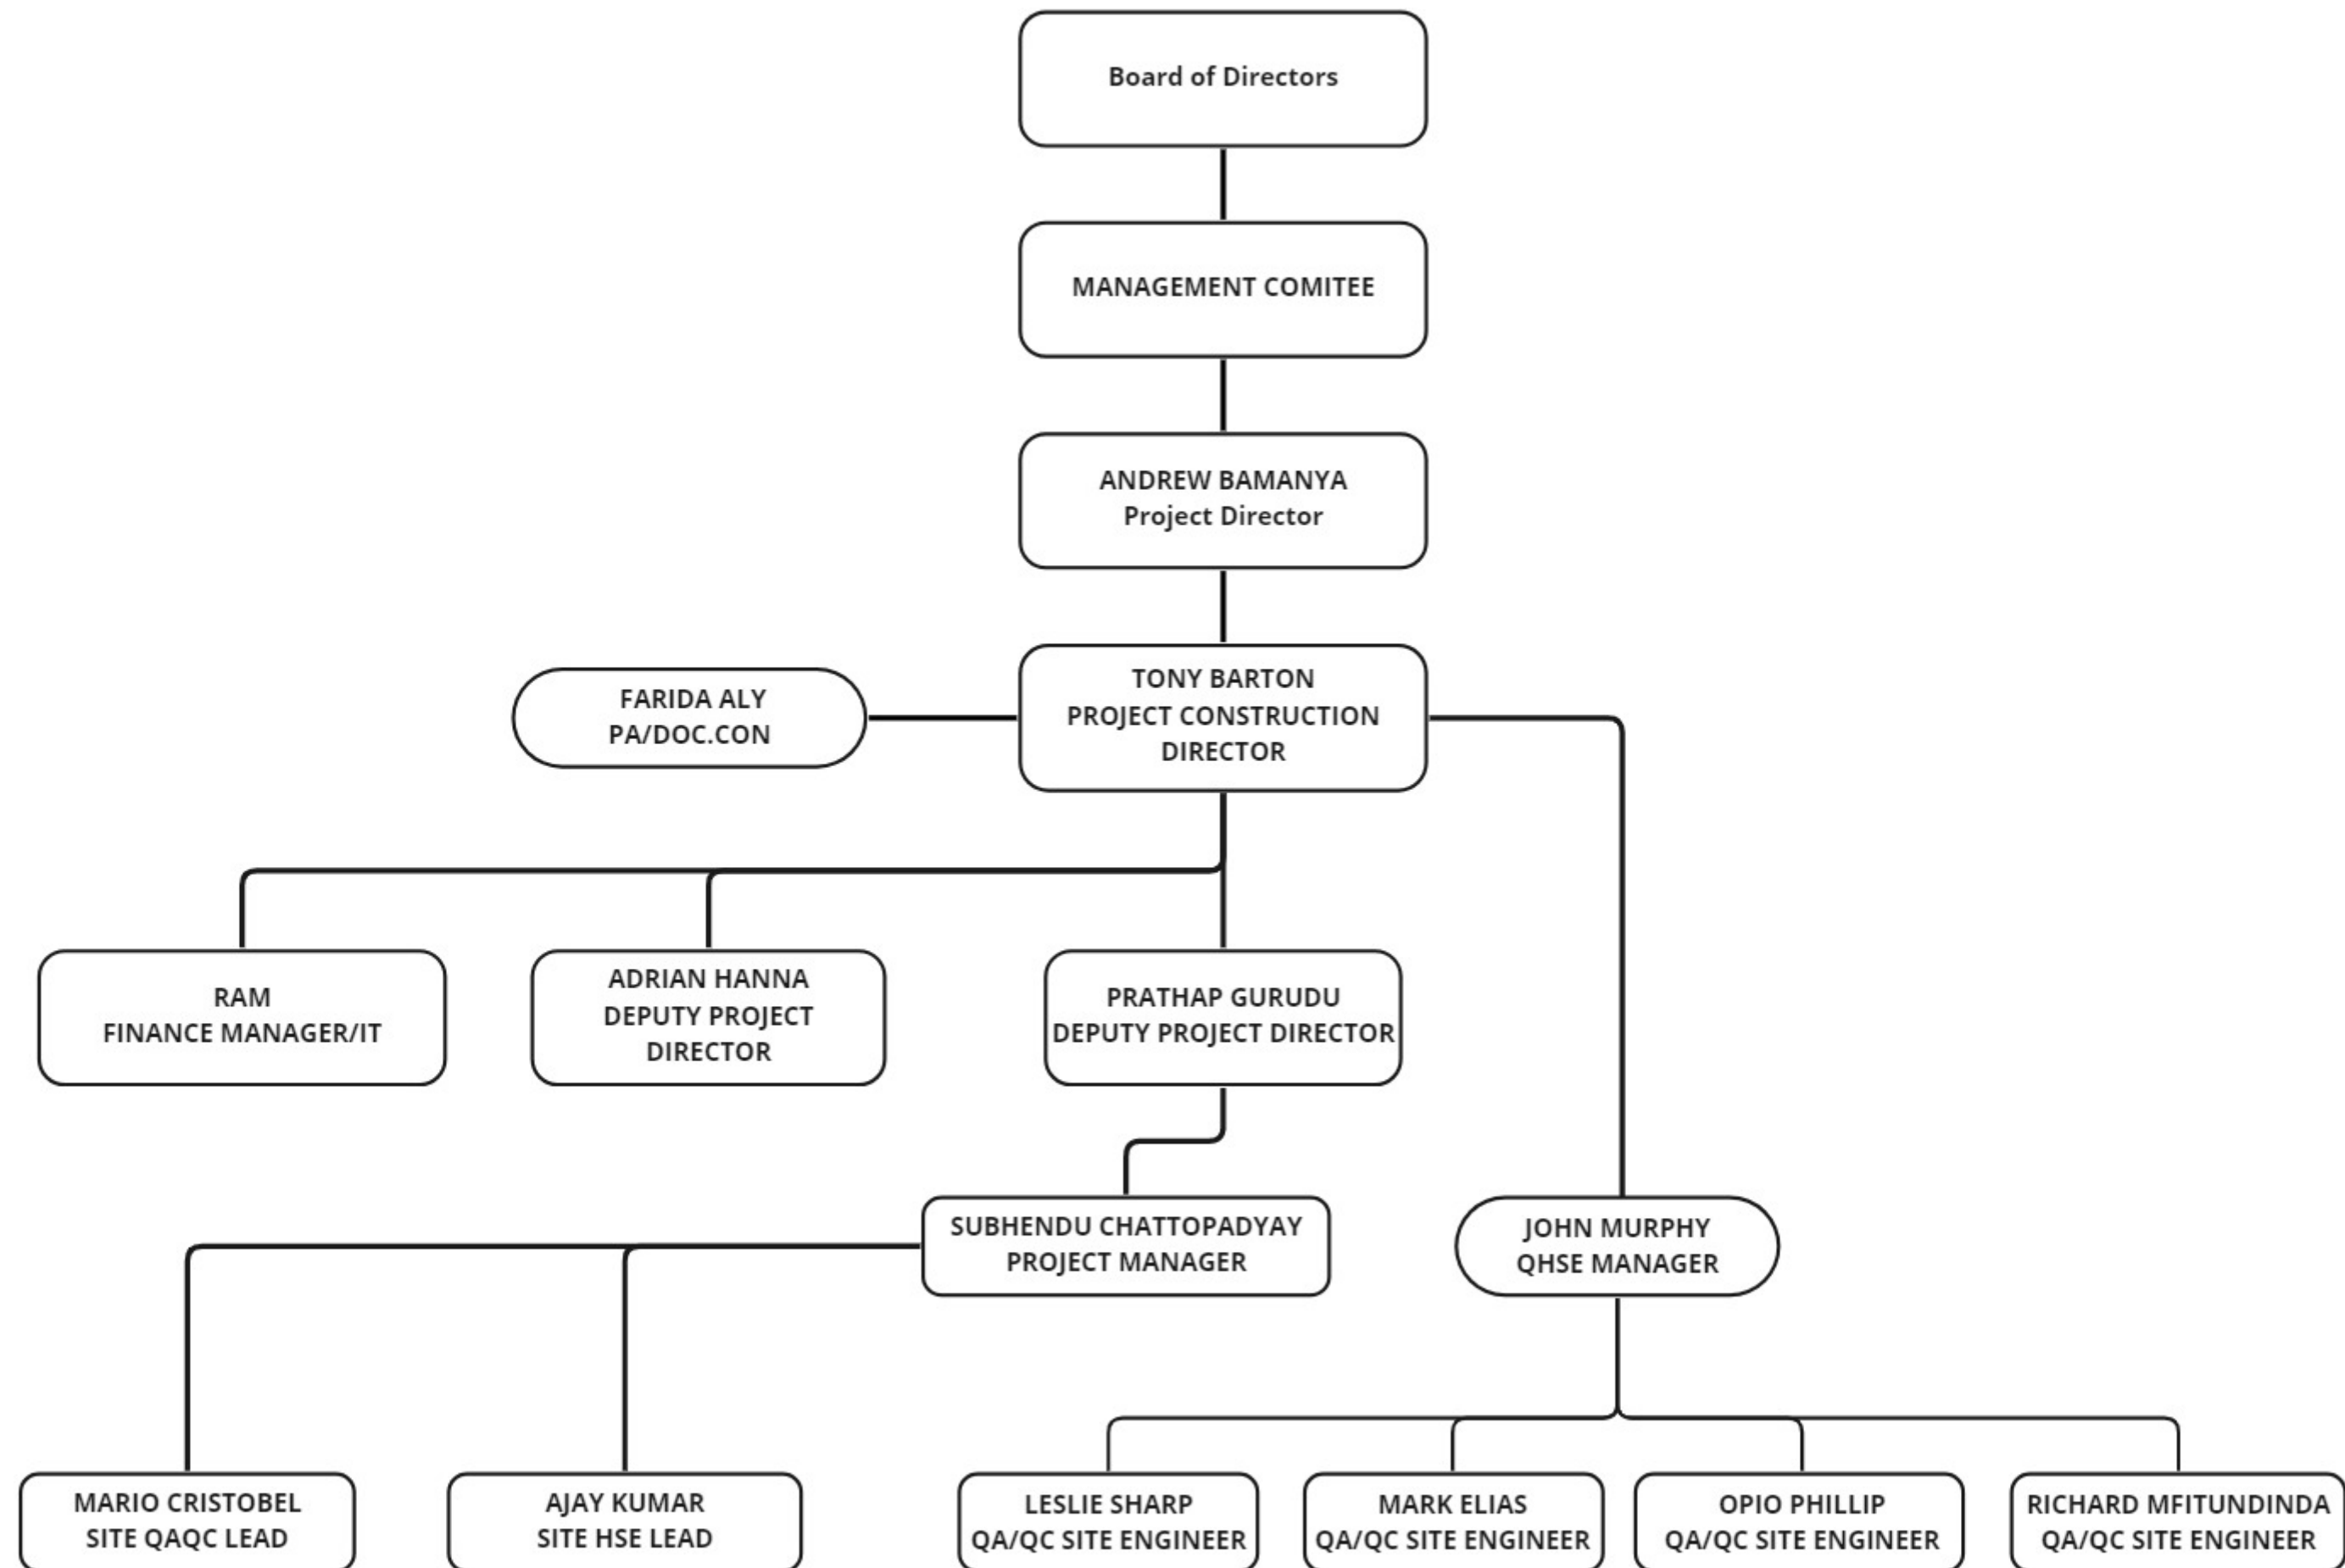 Board of Directors
MANAGEMENT COMITEE
ANDREW BAMANYA
Project Director
TONY BARTON
PROJECT CONSTRUCTION
DIRECTOR
FARIDA ALY
PA/DOC.CON
RAM
FINANCE MANAGER/IT
ADRIAN HANNA
DEPUTY PROJECT
DIRECTOR
PRATHAP GURUDU
DEPUTY PROJECT DIRECTOR
SUBHENDU CHATTOPADYAY
PROJECT MANAGER
JOHN MURPHY
QHSE MANAGER
MARIO CRISTOBEL
SITE QAQC LEAD
AJAY KUMAR
SITE HSE LEAD
LESLIE SHARP
QA/QC SITE ENGINEER
MARK ELIAS
QA/QC SITE ENGINEER
OPIO PHILLIP
QA/QC SITE ENGINEER
RICHARD MFITUNDINDA
QA/QC SITE ENGINEER